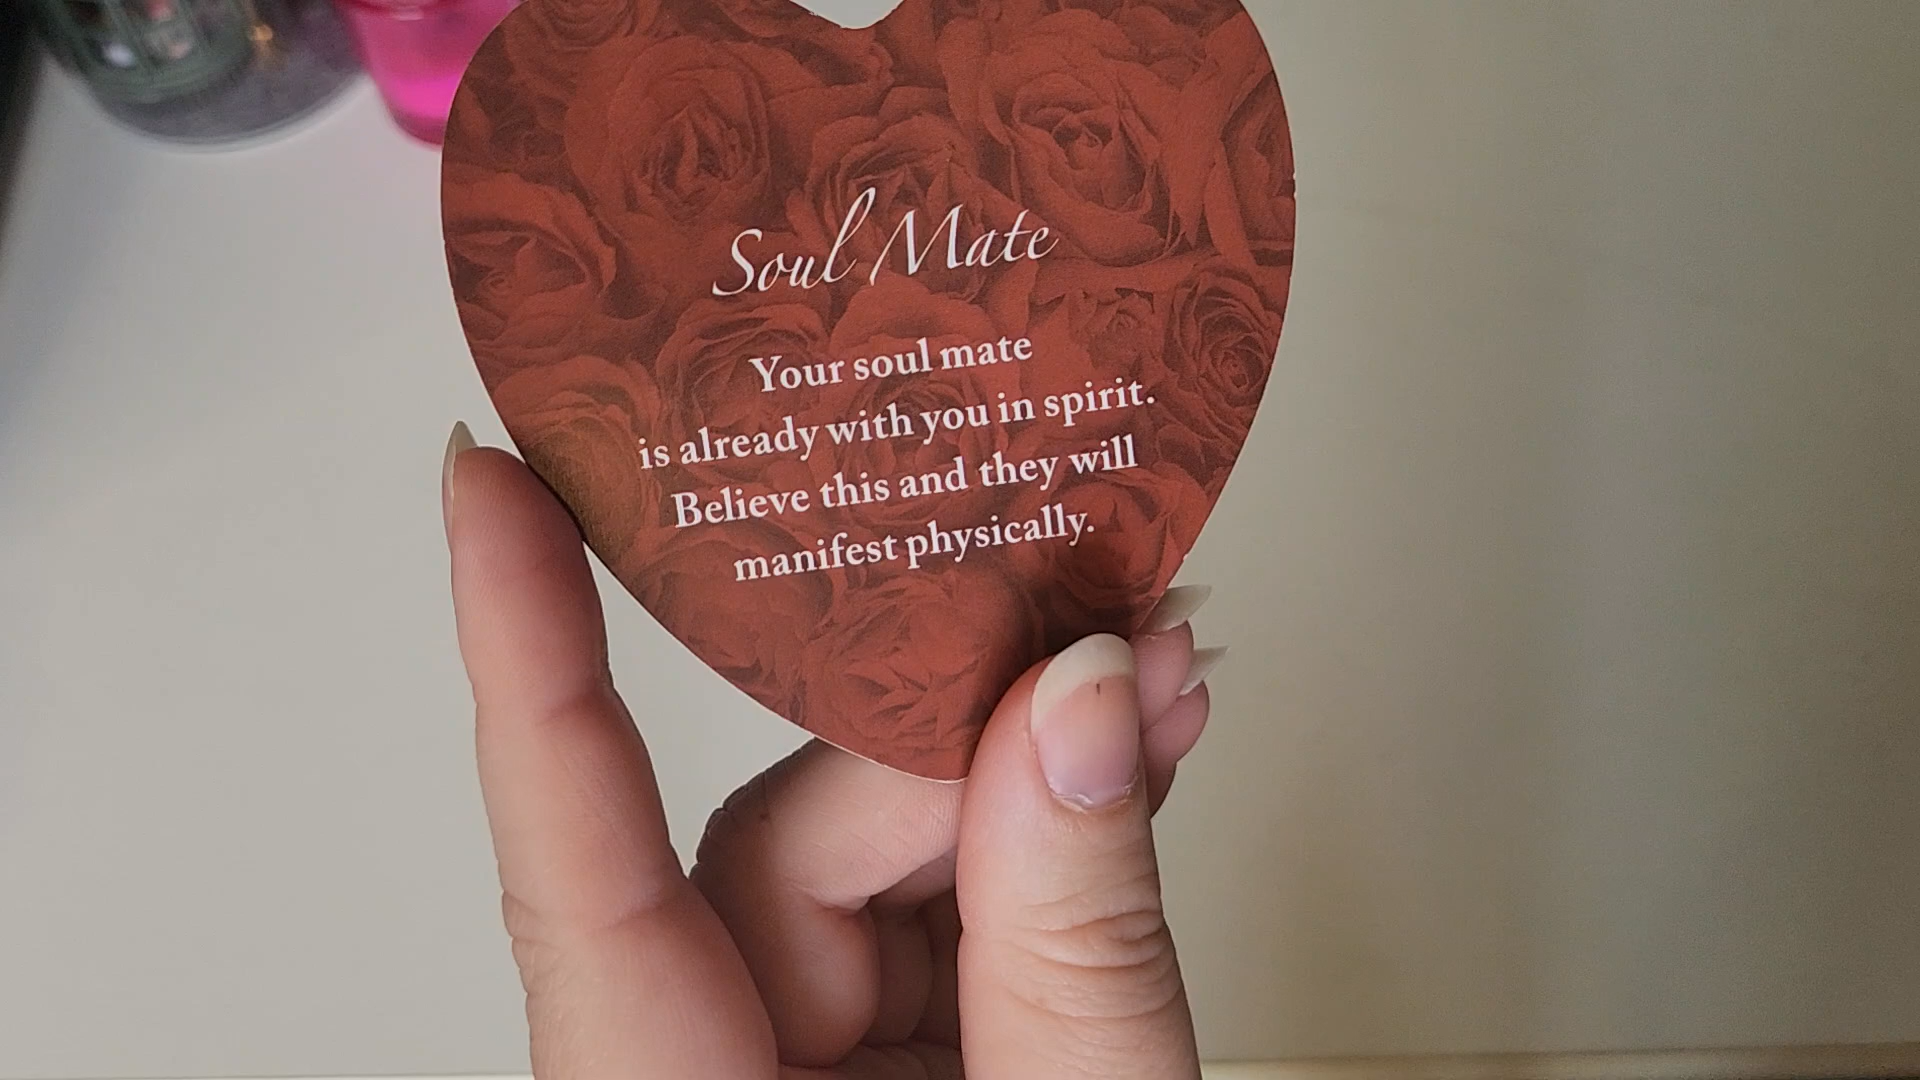 Soul Mate
Your soul mate
is already with you in spirit.
Believe this and they will
manifest physically.